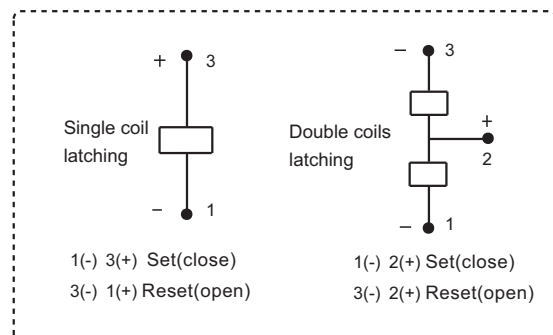 + 3
Single coil
latching
− 1
1(-) 3(+) Set(close)
3(-) 1(+) Reset(open)
− 3
Double coils
latching
+
2
− 1
1(-) 2(+) Set(close)
3(-) 2(+) Reset(open)